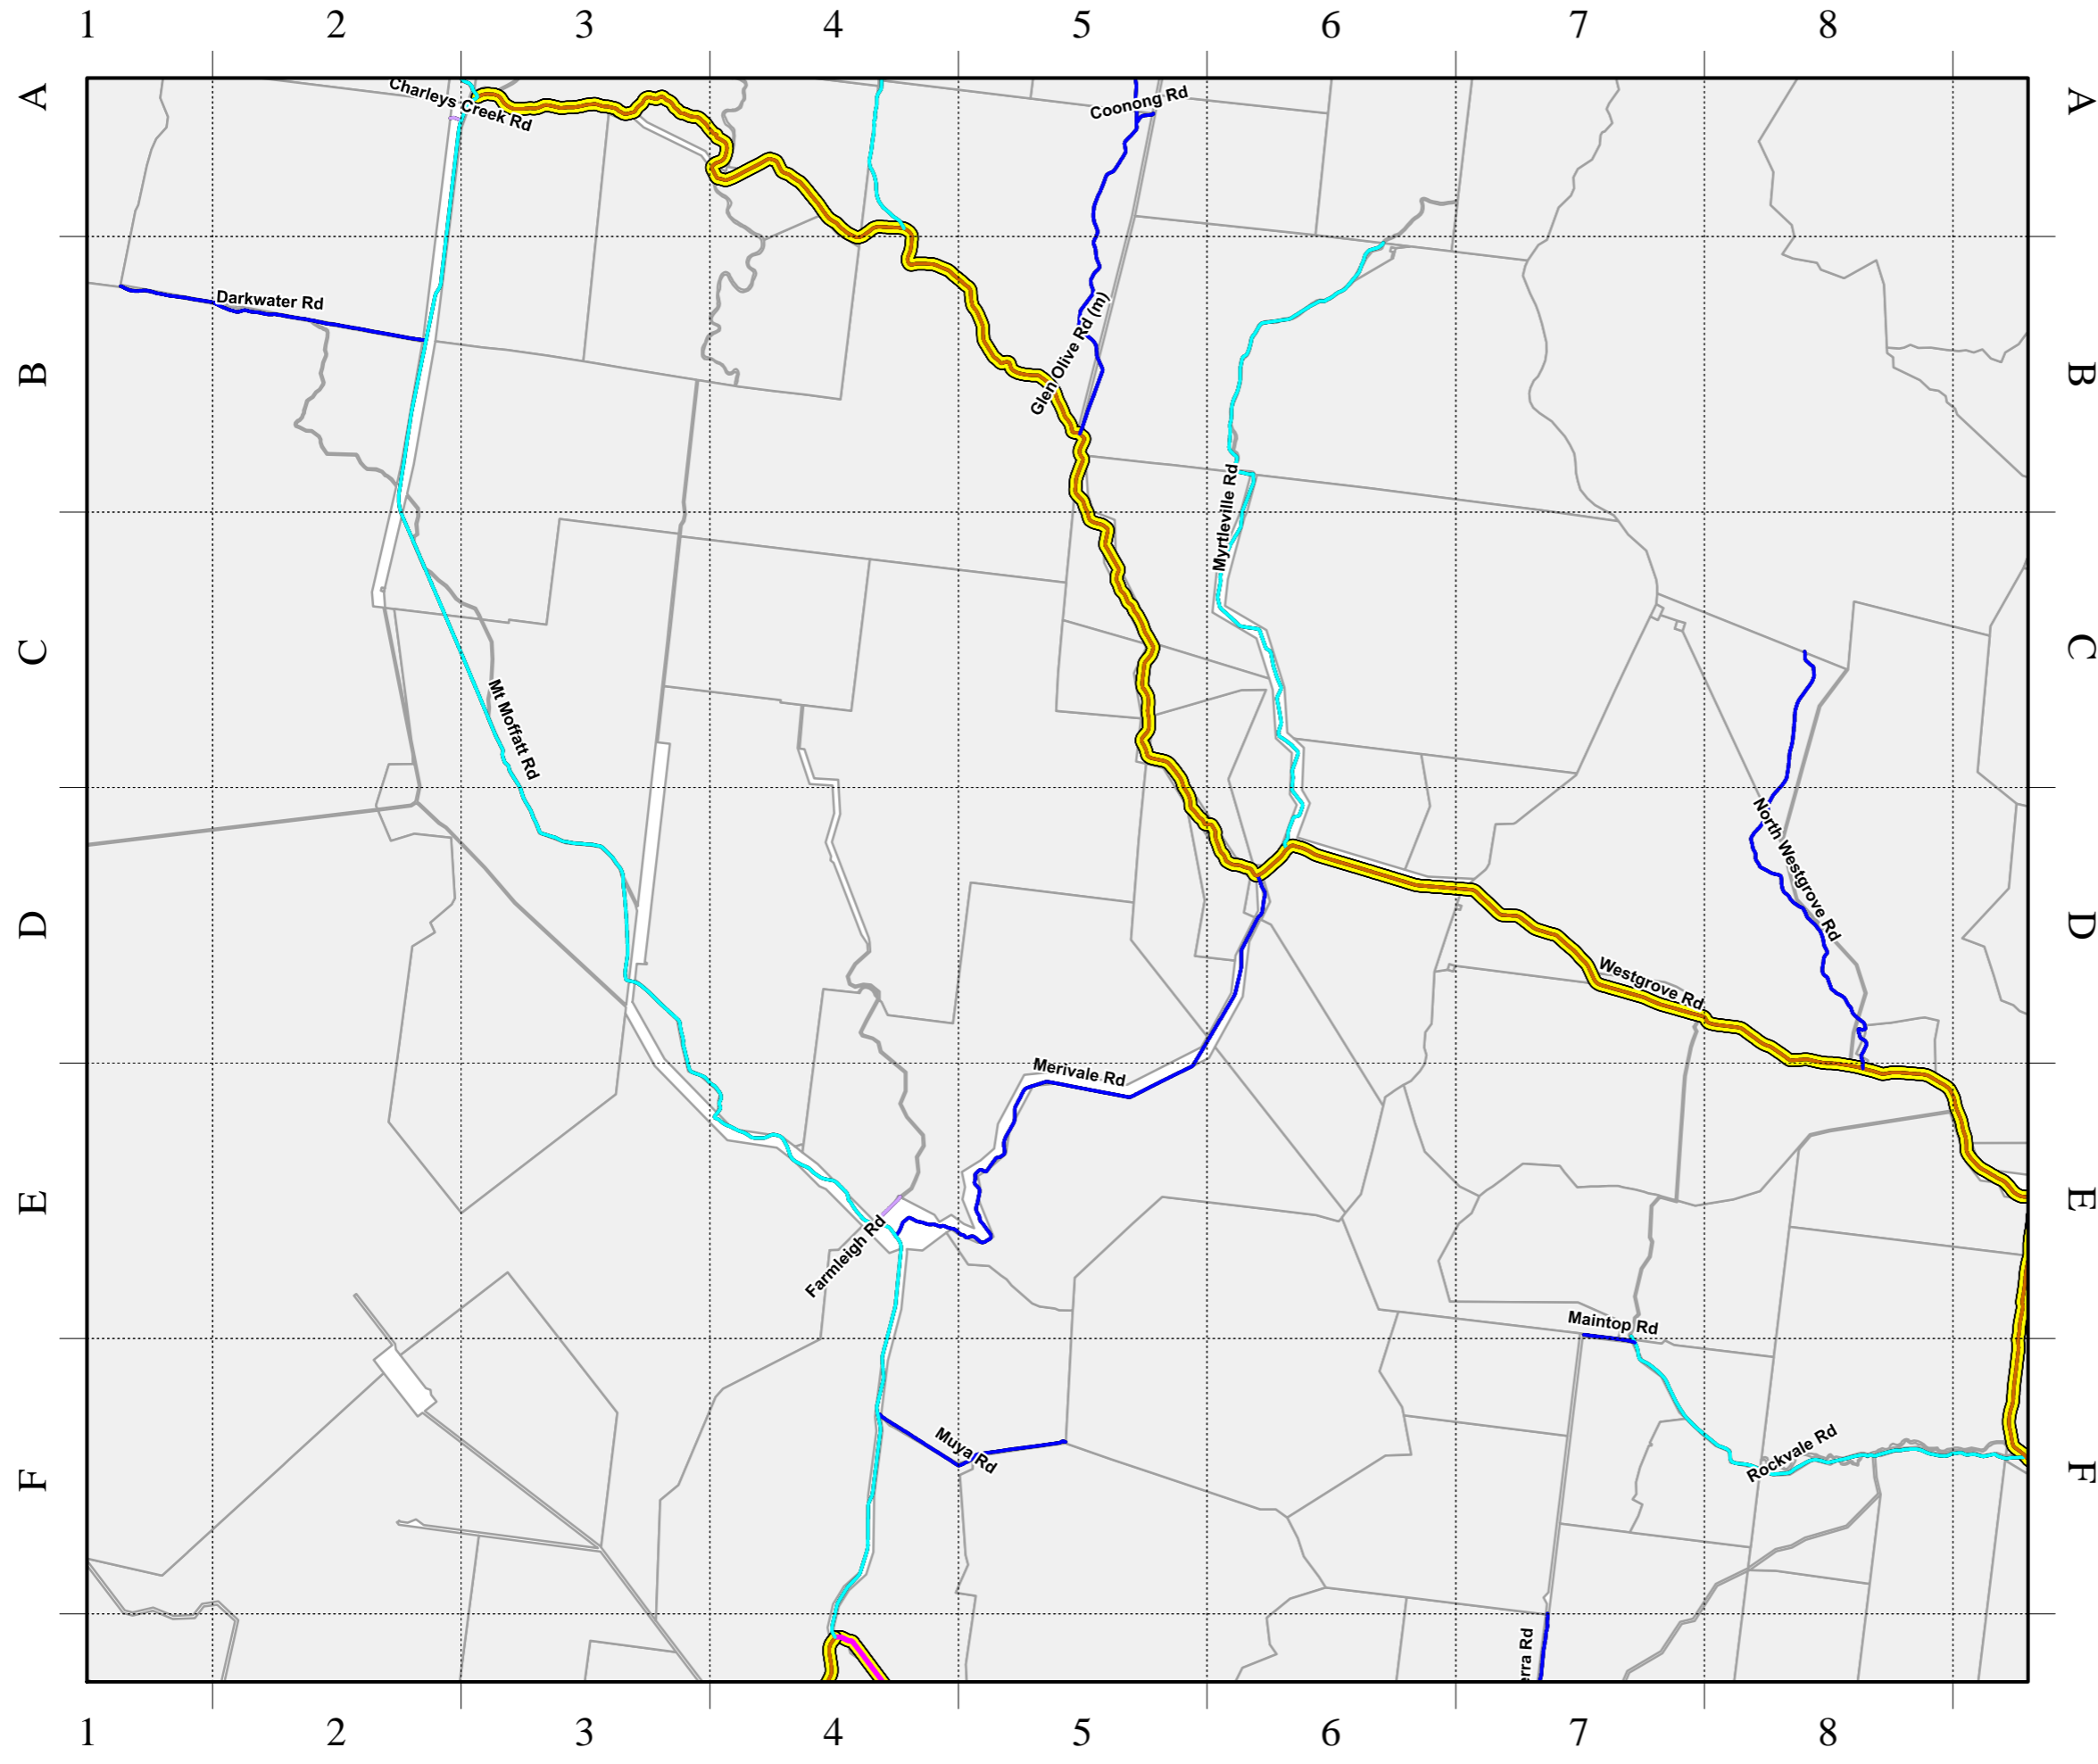 1 2 3 4 5 6 7 8
A A
Charleys Creek Rd
Coonong Rd
Darkwater Rd
Glen Olive Rd (m)
B B
Myrtleville Rd
C C
Mt Moffatt Rd
North Westgrove Rd
D D
Westgrove Rd
Merivale Rd
E E
Farmleigh Rd
Maintop Rd
Muya Rd
Rockvale Rd
F F
erra Rd
1 2 3 4 5 6 7 8